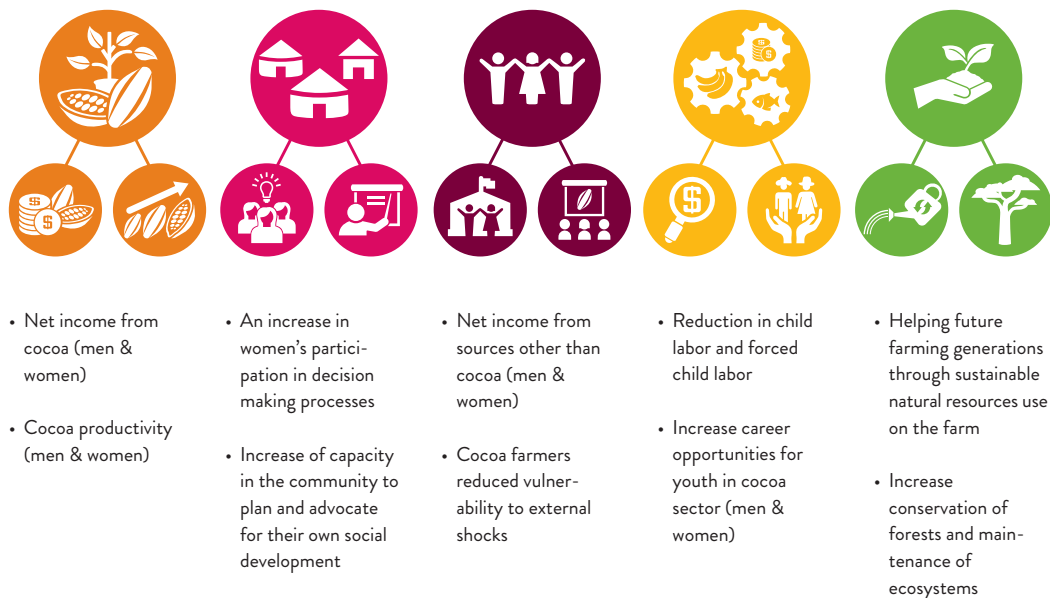 • Net income from
cocoa (men &
women)
• Cocoa productivity
(men & women)
• An increase in
women's partici-
pation in decision
making processes
• Increase of capacity
in the community to
plan and advocate
for their own social
development
• Net income from
sources other than
cocoa (men &
women)
• Cocoa farmers
reduced vulner-
ability to external
shocks
• Reduction in child
labor and forced
child labor
• Increase career
opportunities for
youth in cocoa
sector (men &
women)
• Helping future
farming generations
through sustainable
natural resources use
on the farm
• Increase
conservation of
forests and main-
tenance of
ecosystems